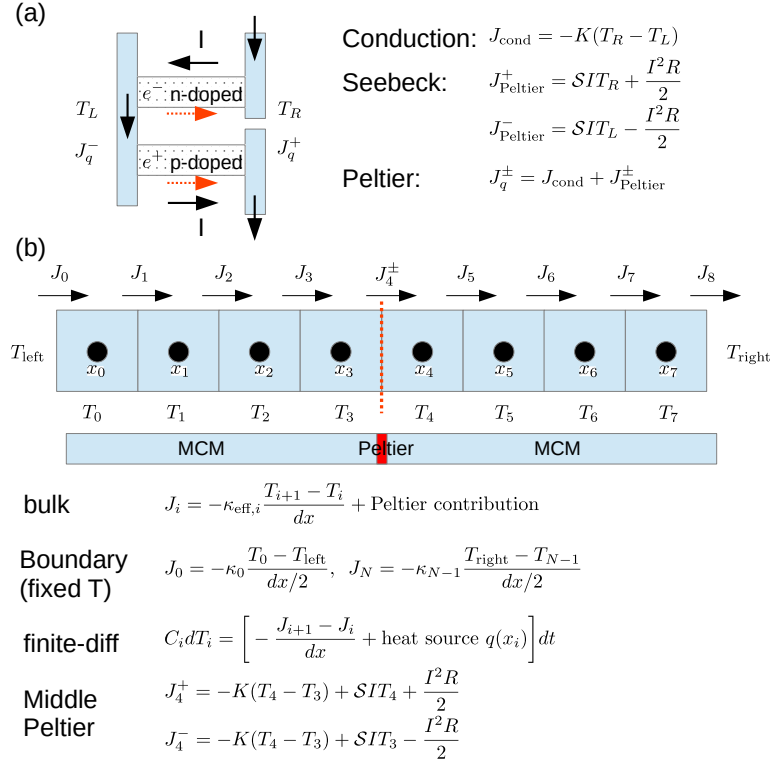 (a)
I
e⁻ n-doped
T_L
T_R
J_q^-
J_q^+
e⁺ p-doped
I
Conduction: J_cond = −K(T_R − T_L)
Seebeck: J_Peltier^+ = 𝒮IT_R + I²R/2
J_Peltier^- = 𝒮IT_L − I²R/2
Peltier: J_q^± = J_cond + J_Peltier^±
(b)
J_0 J_1 J_2 J_3 J_4^± J_5 J_6 J_7 J_8
T_left T_right
x_0 x_1 x_2 x_3 x_4 x_5 x_6 x_7
T_0 T_1 T_2 T_3 T_4 T_5 T_6 T_7
MCM Peltier MCM
bulk J_i = −κ_eff,i (T_{i+1} − T_i)/dx + Peltier contribution
Boundary
(fixed T) J_0 = −κ_0 (T_0 − T_left)/(dx/2), J_N = −κ_{N−1} (T_right − T_{N−1})/(dx/2)
finite-diff C_i dT_i = [ − (J_{i+1} − J_i)/dx + heat source q(x_i) ] dt
Middle
Peltier
J_4^+ = −K(T_4 − T_3) + 𝒮IT_4 + I²R/2
J_4^- = −K(T_4 − T_3) + 𝒮IT_3 − I²R/2